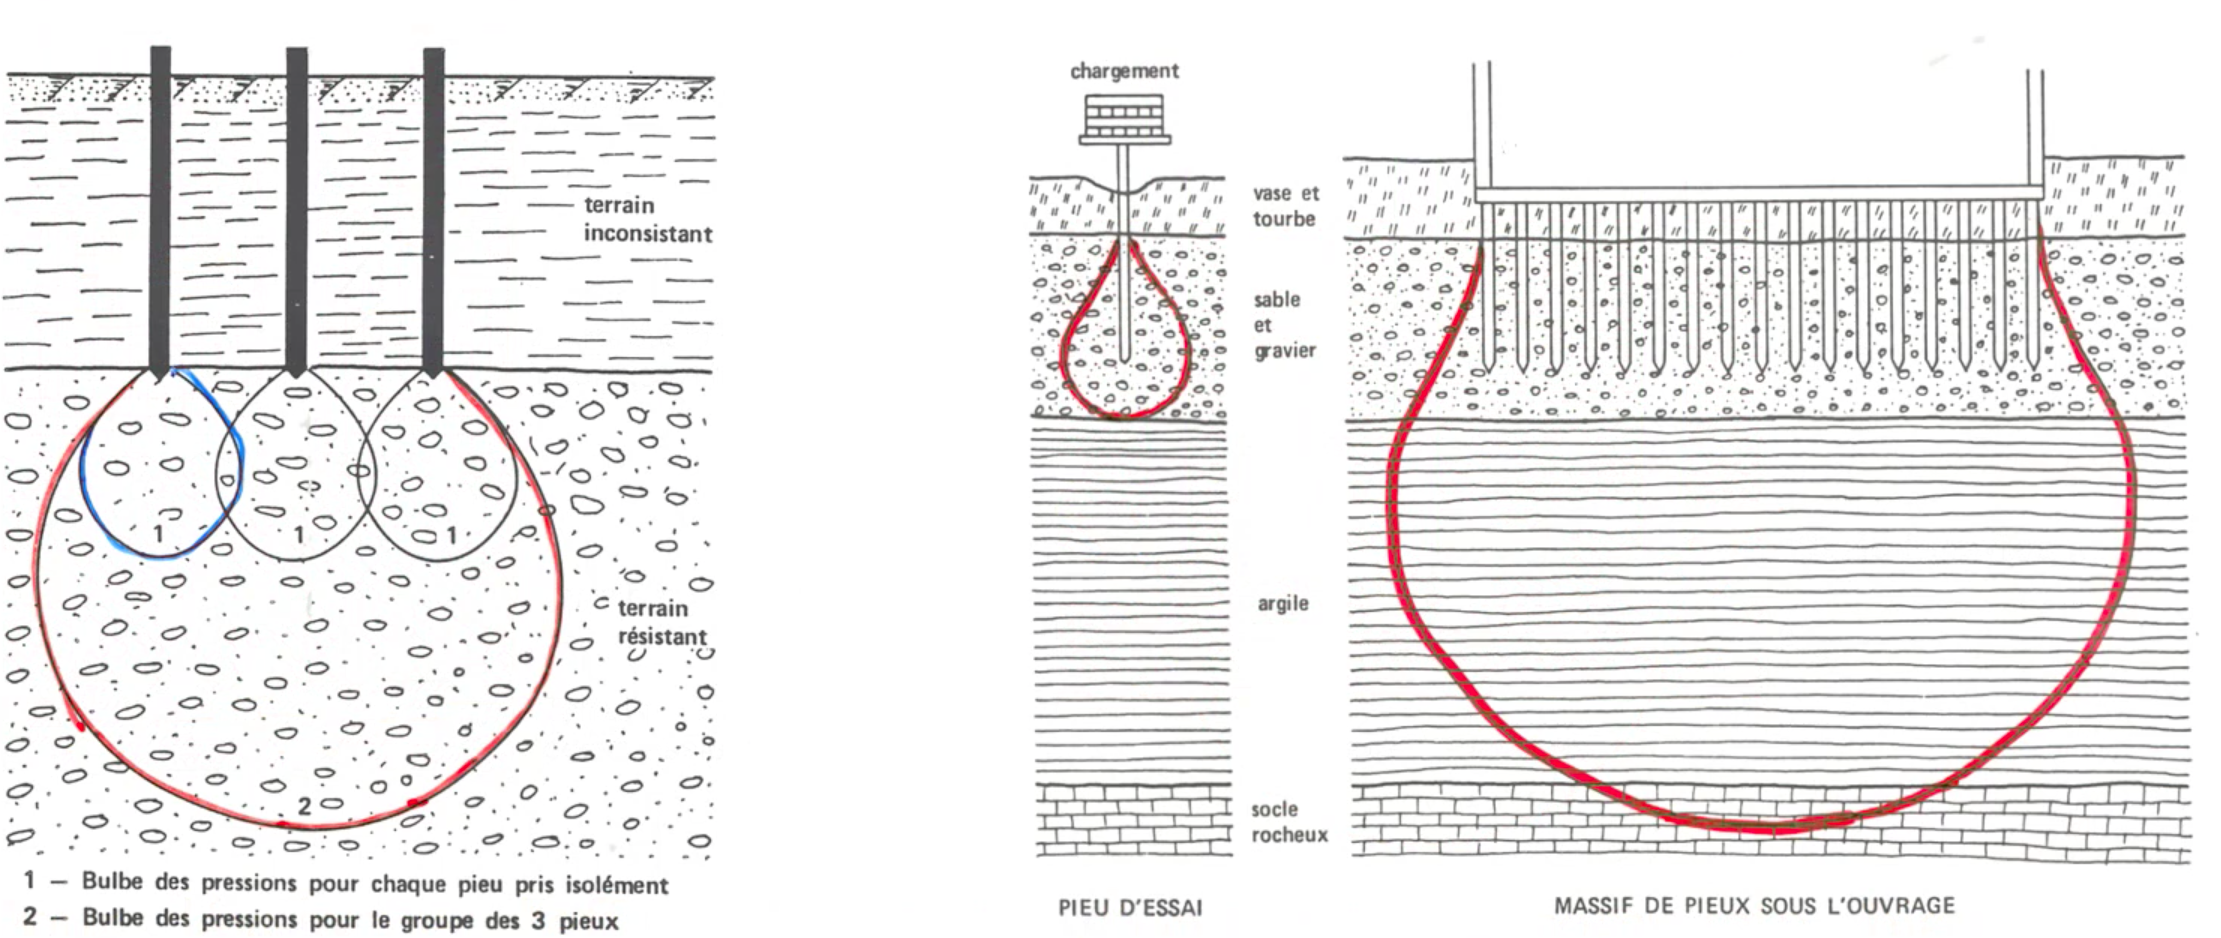 terrain
inconsistant
1
1
1
terrain
résistant
2
1 — Bulbe des pressions pour chaque pieu pris isolément
2 — Bulbe des pressions pour le groupe des 3 pieux
chargement
vase et
tourbe
sable
et
gravier
argile
socle
rocheux
PIEU D'ESSAI
MASSIF DE PIEUX SOUS L'OUVRAGE